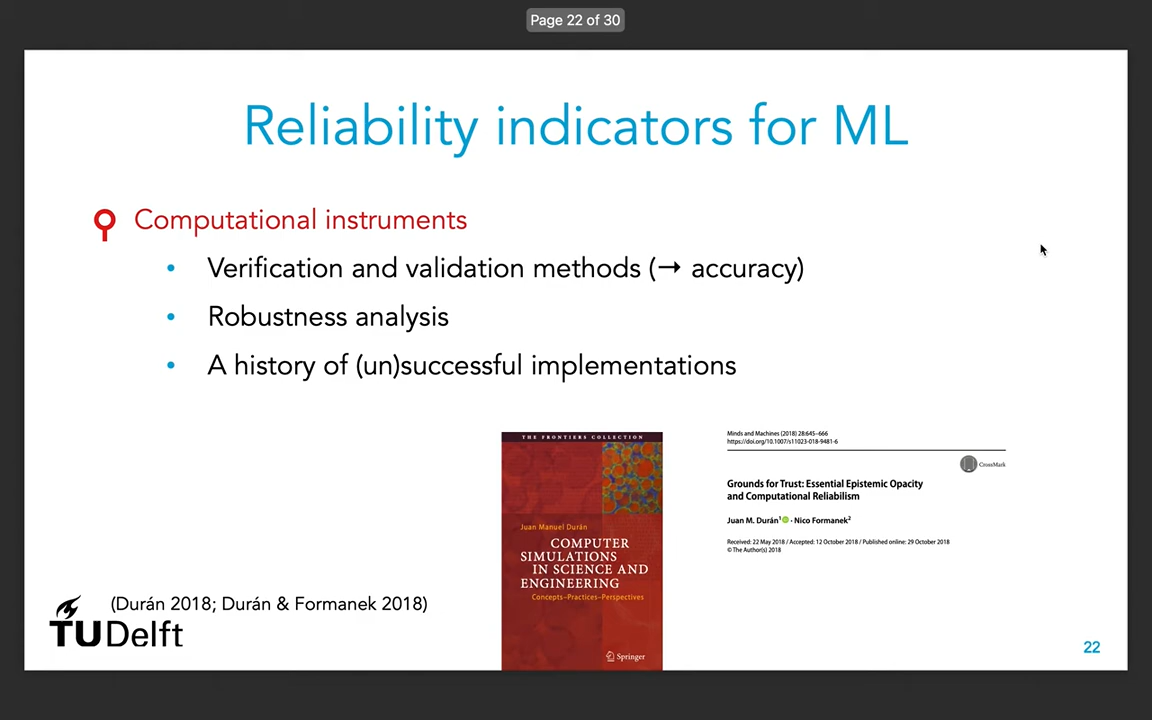 Page 22 of 30
Reliability indicators for ML
Computational instruments
• Verification and validation methods (→ accuracy)
• Robustness analysis
• A history of (un)successful implementations
THE FRONTIERS COLLECTION
Juan Manuel Durán
COMPUTER
SIMULATIONS
IN SCIENCE AND
ENGINEERING
Concepts–Practices–Perspectives
Springer
Minds and Machines (2018) 28:645–666
https://doi.org/10.1007/s11023-018-9481-6
CrossMark
Grounds for Trust: Essential Epistemic Opacity
and Computational Reliabilism
Juan M. Durán¹ · Nico Formanek²
Received: 22 May 2018 / Accepted: 12 October 2018 / Published online: 29 October 2018
© The Author(s) 2018
(Durán 2018; Durán & Formanek 2018)
TUDelft
22